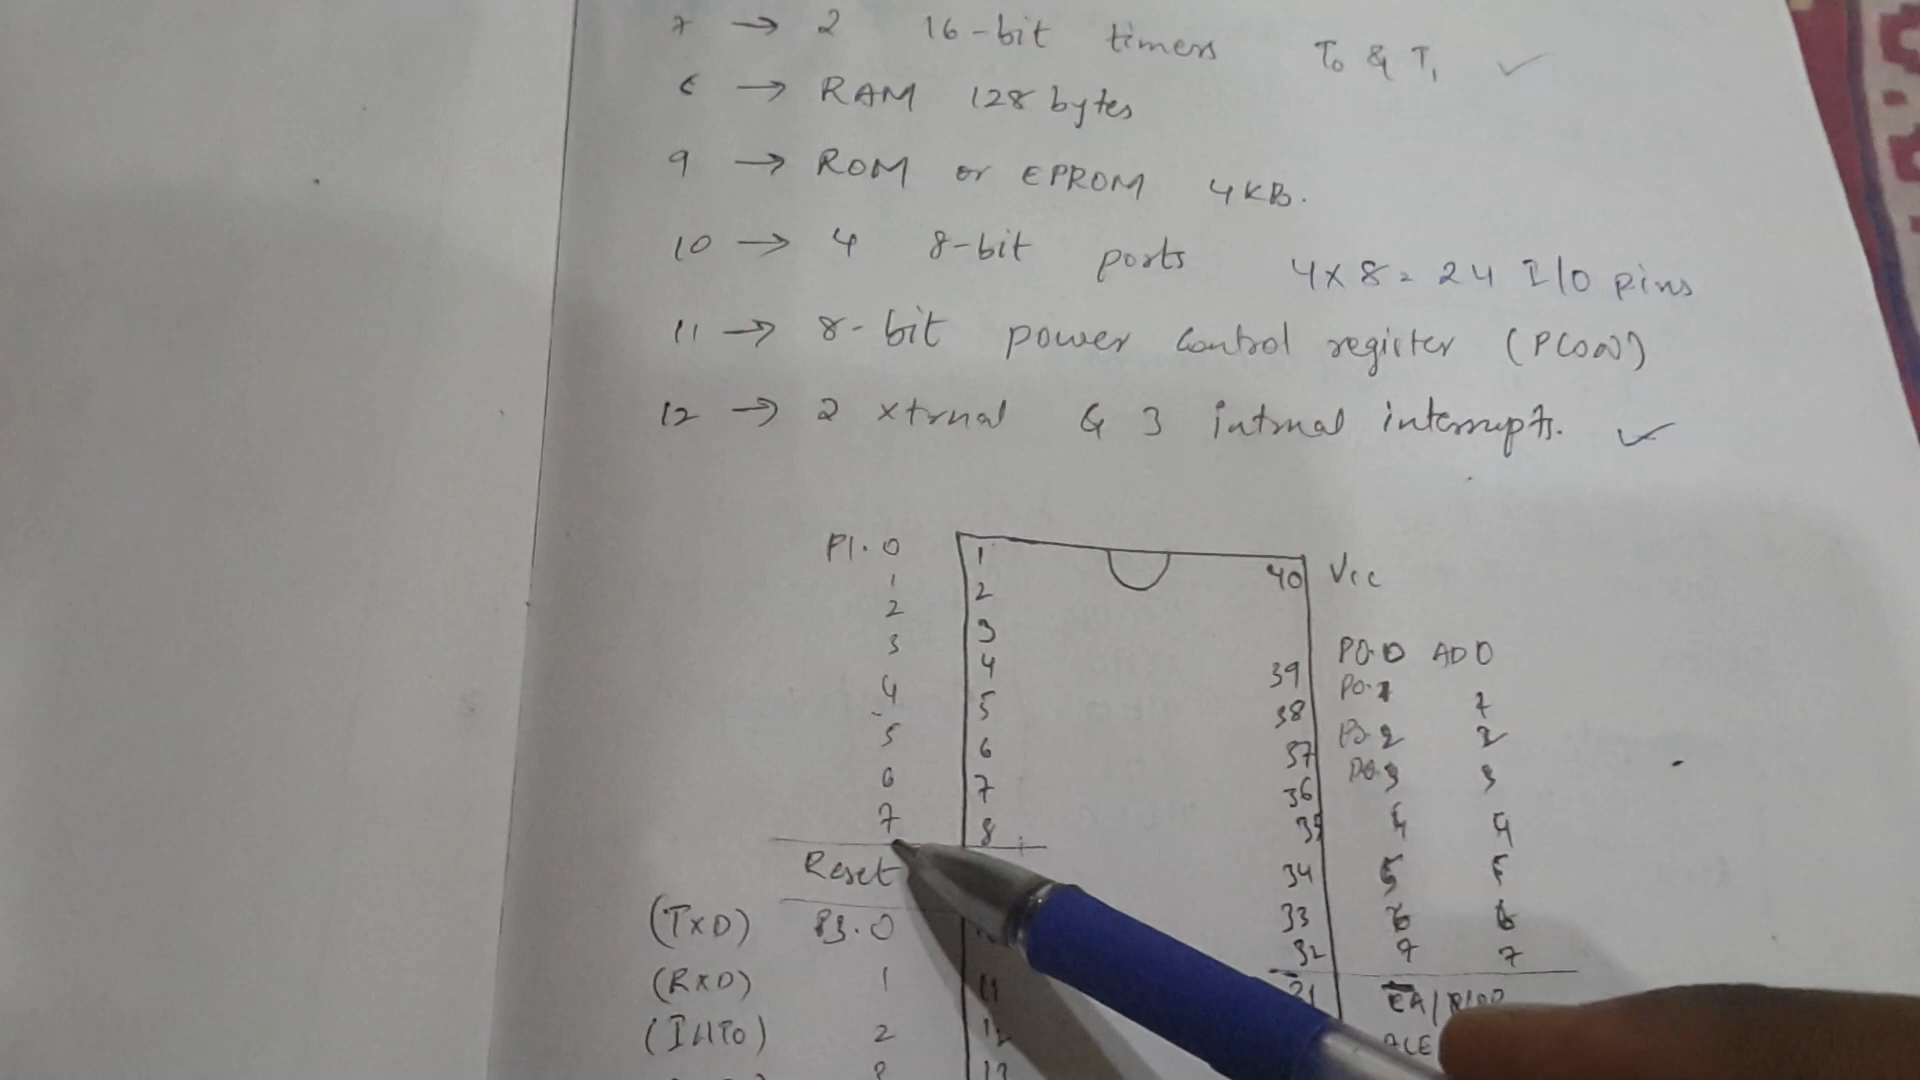 7 → 2 16-bit timers T0 & T1 ✓
6 → RAM 128 bytes
9 → ROM or EPROM 4KB.
10 → 4 8-bit ports 4x8= 24 I/O pins
11 → 8-bit power control register (PCON)
12 → 2 xtrnal & 3 intrnal interrupts. ✓
P1.0 1 40 Vcc
1 2
2 3
3 4 39 P0.0 AD0
4 5 38 P0.1 1
5 6 37 P0.2 2
6 7 36 P0.3 3
7 8 35 4 4
Reset 34 5 5
(TxD) P3.0 33 6 6
32 7 7
(RxD) 1 11 31 EA/
(INT0) 2 12 ALE
13